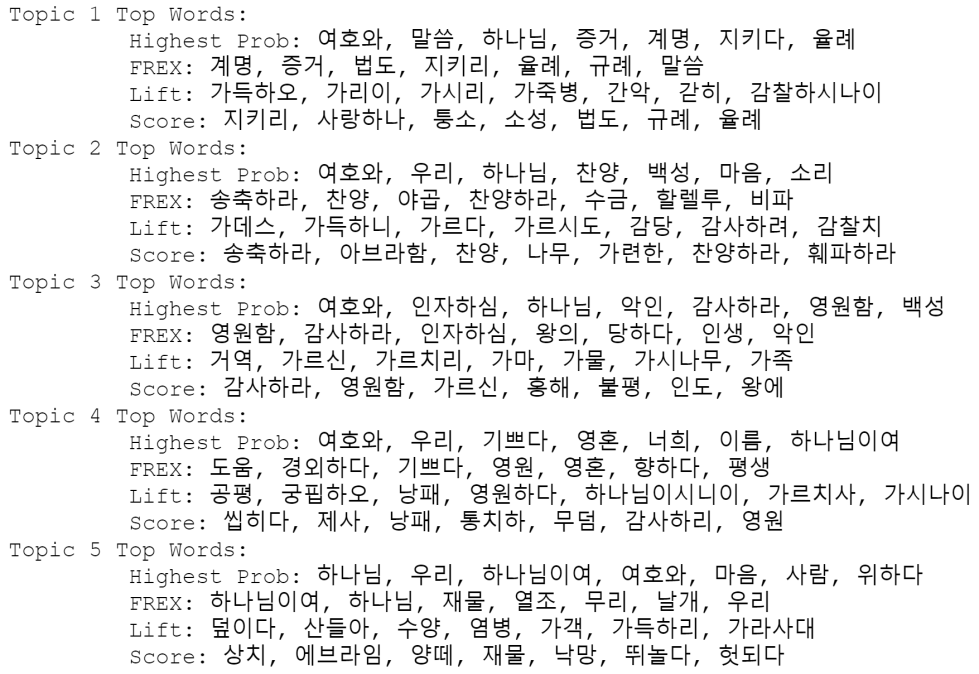 Topic 1 Top Words:
Highest Prob: 여호와, 말씀, 하나님, 증거, 계명, 지키다, 율례
FREX: 계명, 증거, 법도, 지키리, 율례, 규례, 말씀
Lift: 가득하오, 가리이, 가시리, 가죽병, 간악, 갇히, 감찰하시나이
Score: 지키리, 사랑하나, 퉁소, 소성, 법도, 규례, 율례
Topic 2 Top Words:
Highest Prob: 여호와, 우리, 하나님, 찬양, 백성, 마음, 소리
FREX: 송축하라, 찬양, 야곱, 찬양하라, 수금, 할렐루, 비파
Lift: 가데스, 가득하니, 가르다, 가르시도, 감당, 감사하려, 감찰치
Score: 송축하라, 아브라함, 찬양, 나무, 가련한, 찬양하라, 훼파하라
Topic 3 Top Words:
Highest Prob: 여호와, 인자하심, 하나님, 악인, 감사하라, 영원함, 백성
FREX: 영원함, 감사하라, 인자하심, 왕의, 당하다, 인생, 악인
Lift: 거역, 가르신, 가르치리, 가마, 가물, 가시나무, 가족
Score: 감사하라, 영원함, 가르신, 홍해, 불평, 인도, 왕에
Topic 4 Top Words:
Highest Prob: 여호와, 우리, 기쁘다, 영혼, 너희, 이름, 하나님이여
FREX: 도움, 경외하다, 기쁘다, 영원, 영혼, 향하다, 평생
Lift: 공평, 궁핍하오, 낭패, 영원하다, 하나님이시니이, 가르치사, 가시나이
Score: 씹히다, 제사, 낭패, 통치하, 무덤, 감사하리, 영원
Topic 5 Top Words:
Highest Prob: 하나님, 우리, 하나님이여, 여호와, 마음, 사람, 위하다
FREX: 하나님이여, 하나님, 재물, 열조, 무리, 날개, 우리
Lift: 덮이다, 산들아, 수양, 염병, 가객, 가득하리, 가라사대
Score: 상치, 에브라임, 양떼, 재물, 낙망, 뛰놀다, 헛되다